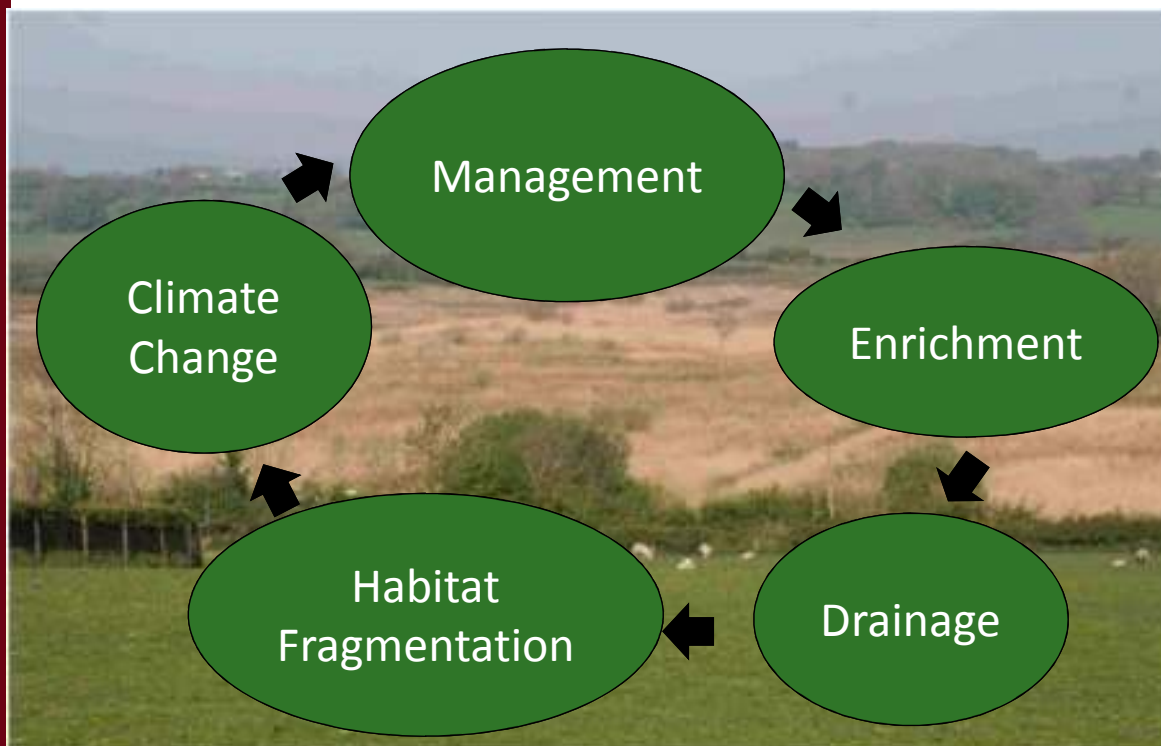 Management
Enrichment
Drainage
Habitat
Fragmentation
Climate
Change